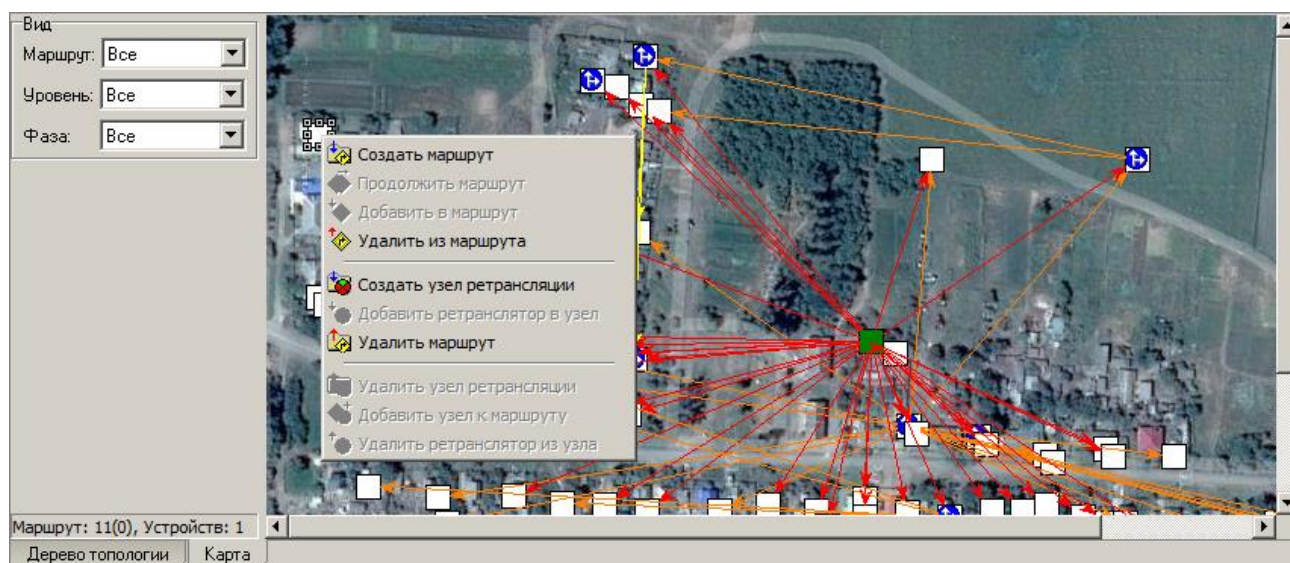 Вид
Маршрут: Все
Уровень: Все
Фаза: Все
Создать маршрут
Продолжить маршрут
Добавить в маршрут
Удалить из маршрута
Создать узел ретрансляции
Добавить ретранслятор в узел
Удалить маршрут
Удалить узел ретрансляции
Добавить узел к маршруту
Удалить ретранслятор из узла
Маршрут: 11(0), Устройств: 1
Дерево топологии Карта